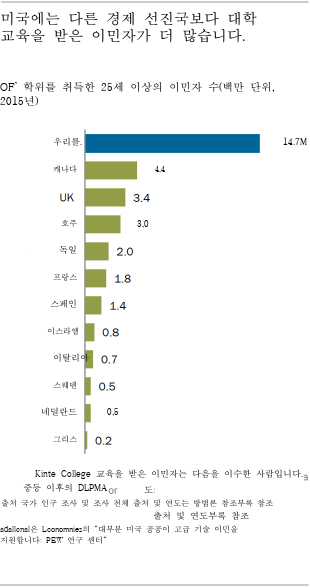 미국에는 다른 경제 선진국보다 대학
교육을 받은 이민자가 더 많습니다.
OF' 학위를 취득한 25세 이상의 이민자 수(백만 단위,
2015년)
우리를. 14.7M
캐나다 4.4
UK 3.4
호주 3.0
독일 2.0
프랑스 1.8
스페인 1.4
이스라엘 0.8
이탈리아 0.7
스웨덴 0.5
네덜란드 0.5
그리스 0.2
Kinte College 교육을 받은 이민자는 다음을 이수한 사람입니다.
중등 이후의 DLPMA or 도:
출처 국가 인구 조사 및 조사 전체 출처 및 연도는 방법론 참조부록 참조
출처 및 연도부록 참조
"대부분 미국 공공이 고급 기술 이민을
지원합니다: PEW 연구 센터"